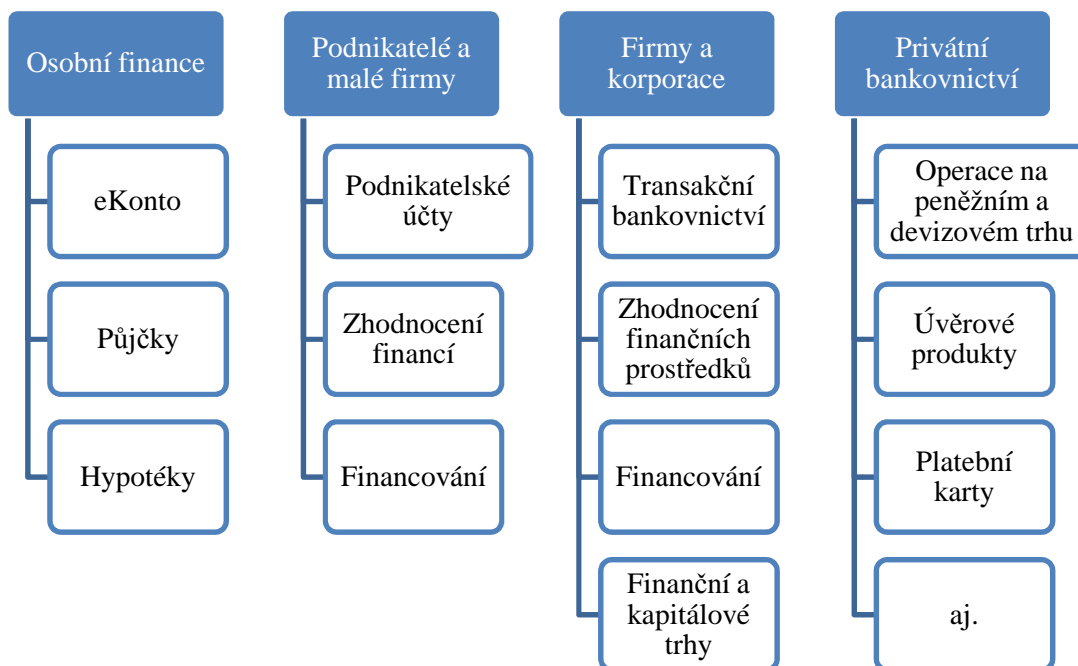 Osobní finance
eKonto
Půjčky
Hypotéky
Podnikatelé a
malé firmy
Podnikatelské
účty
Zhodnocení
financí
Financování
Firmy a
korporace
Transakční
bankovnictví
Zhodnocení
finančních
prostředků
Financování
Finanční a
kapitálové
trhy
Privátní
bankovnictví
Operace na
peněžním a
devizovém trhu
Úvěrové
produkty
Platební
karty
aj.